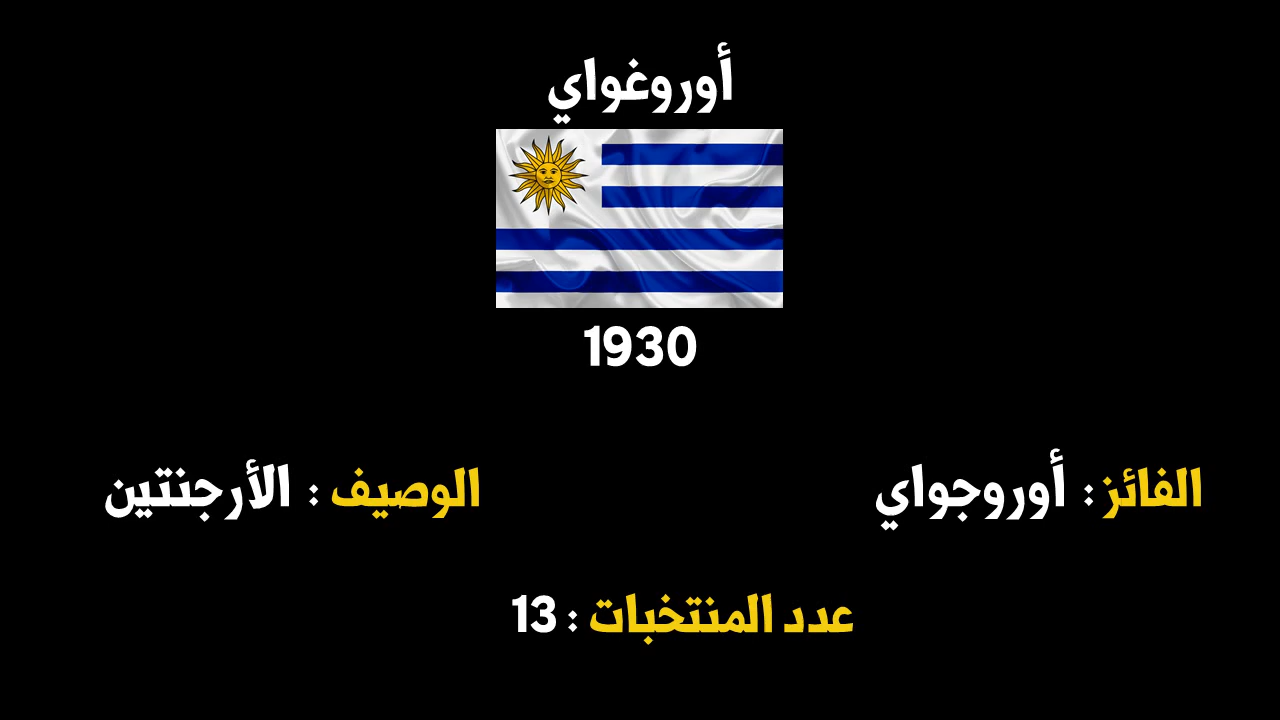 أوروغواي
1930
الفائز : أوروجواي
الوصيف : الأرجنتين
عدد المنتخبات : 13